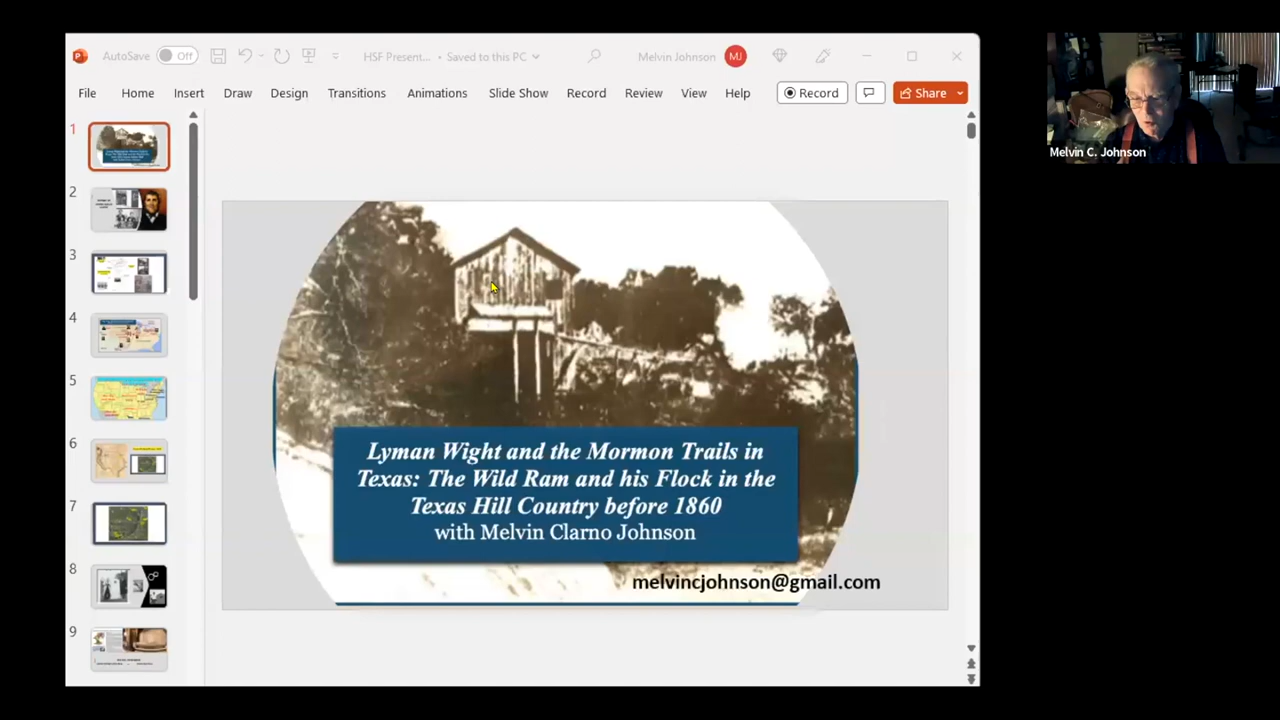 AutoSave Off HSF Present... • Saved to this PC Melvin Johnson MJ
File Home Insert Draw Design Transitions Animations Slide Show Record Review View Help Record Share
1
2
3
4
5
6
7
8
9
Lyman Wight and the Mormon Trails in
Texas: The Wild Ram and his Flock in the
Texas Hill Country before 1860
with Melvin Clarno Johnson
melvincjohnson@gmail.com
Melvin C. Johnson